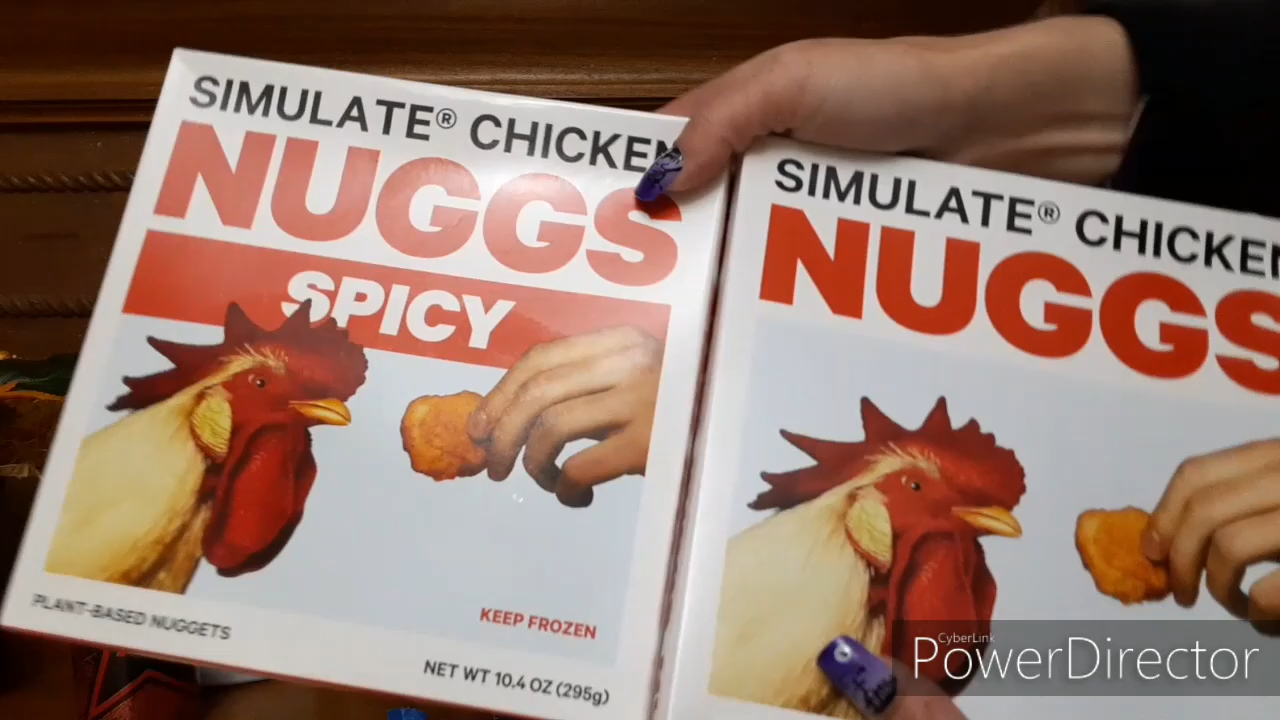 SIMULATE® CHICKEN
NUGGS
SPICY
PLANT-BASED NUGGETS
KEEP FROZEN
NET WT 10.4 OZ (295g)
SIMULATE® CHICKEN
NUGGS
CyberLink
PowerDirector